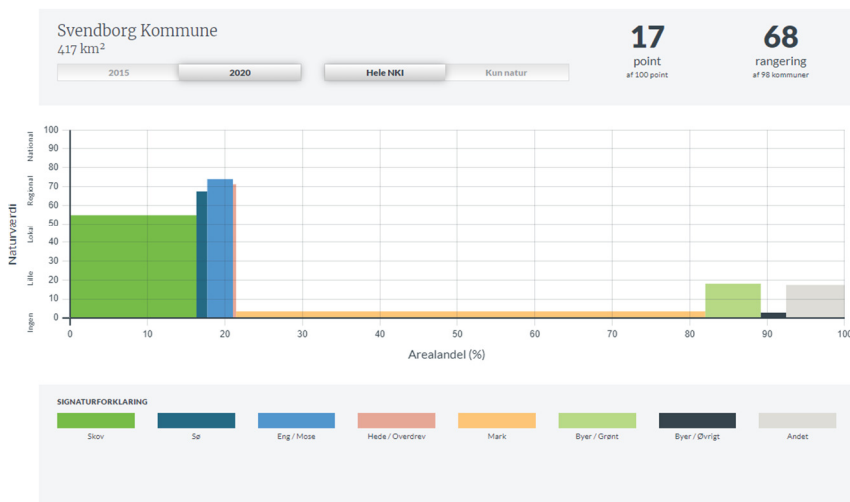 Svendborg Kommune
417 km²
2015
2020
Hele NKI
Kun natur
17
point
af 100 point
68
rangering
af 98 kommuner
Naturværdi
National
Regional
Lokal
Lille
Ingen
100
90
80
70
60
50
40
30
20
10
0
0 10 20 30 40 50 60 70 80 90 100
Arealandel (%)
SIGNATURFORKLARING
Skov
Sø
Eng / Mose
Hede / Overdrev
Mark
Byer / Grønt
Byer / Øvrigt
Andet